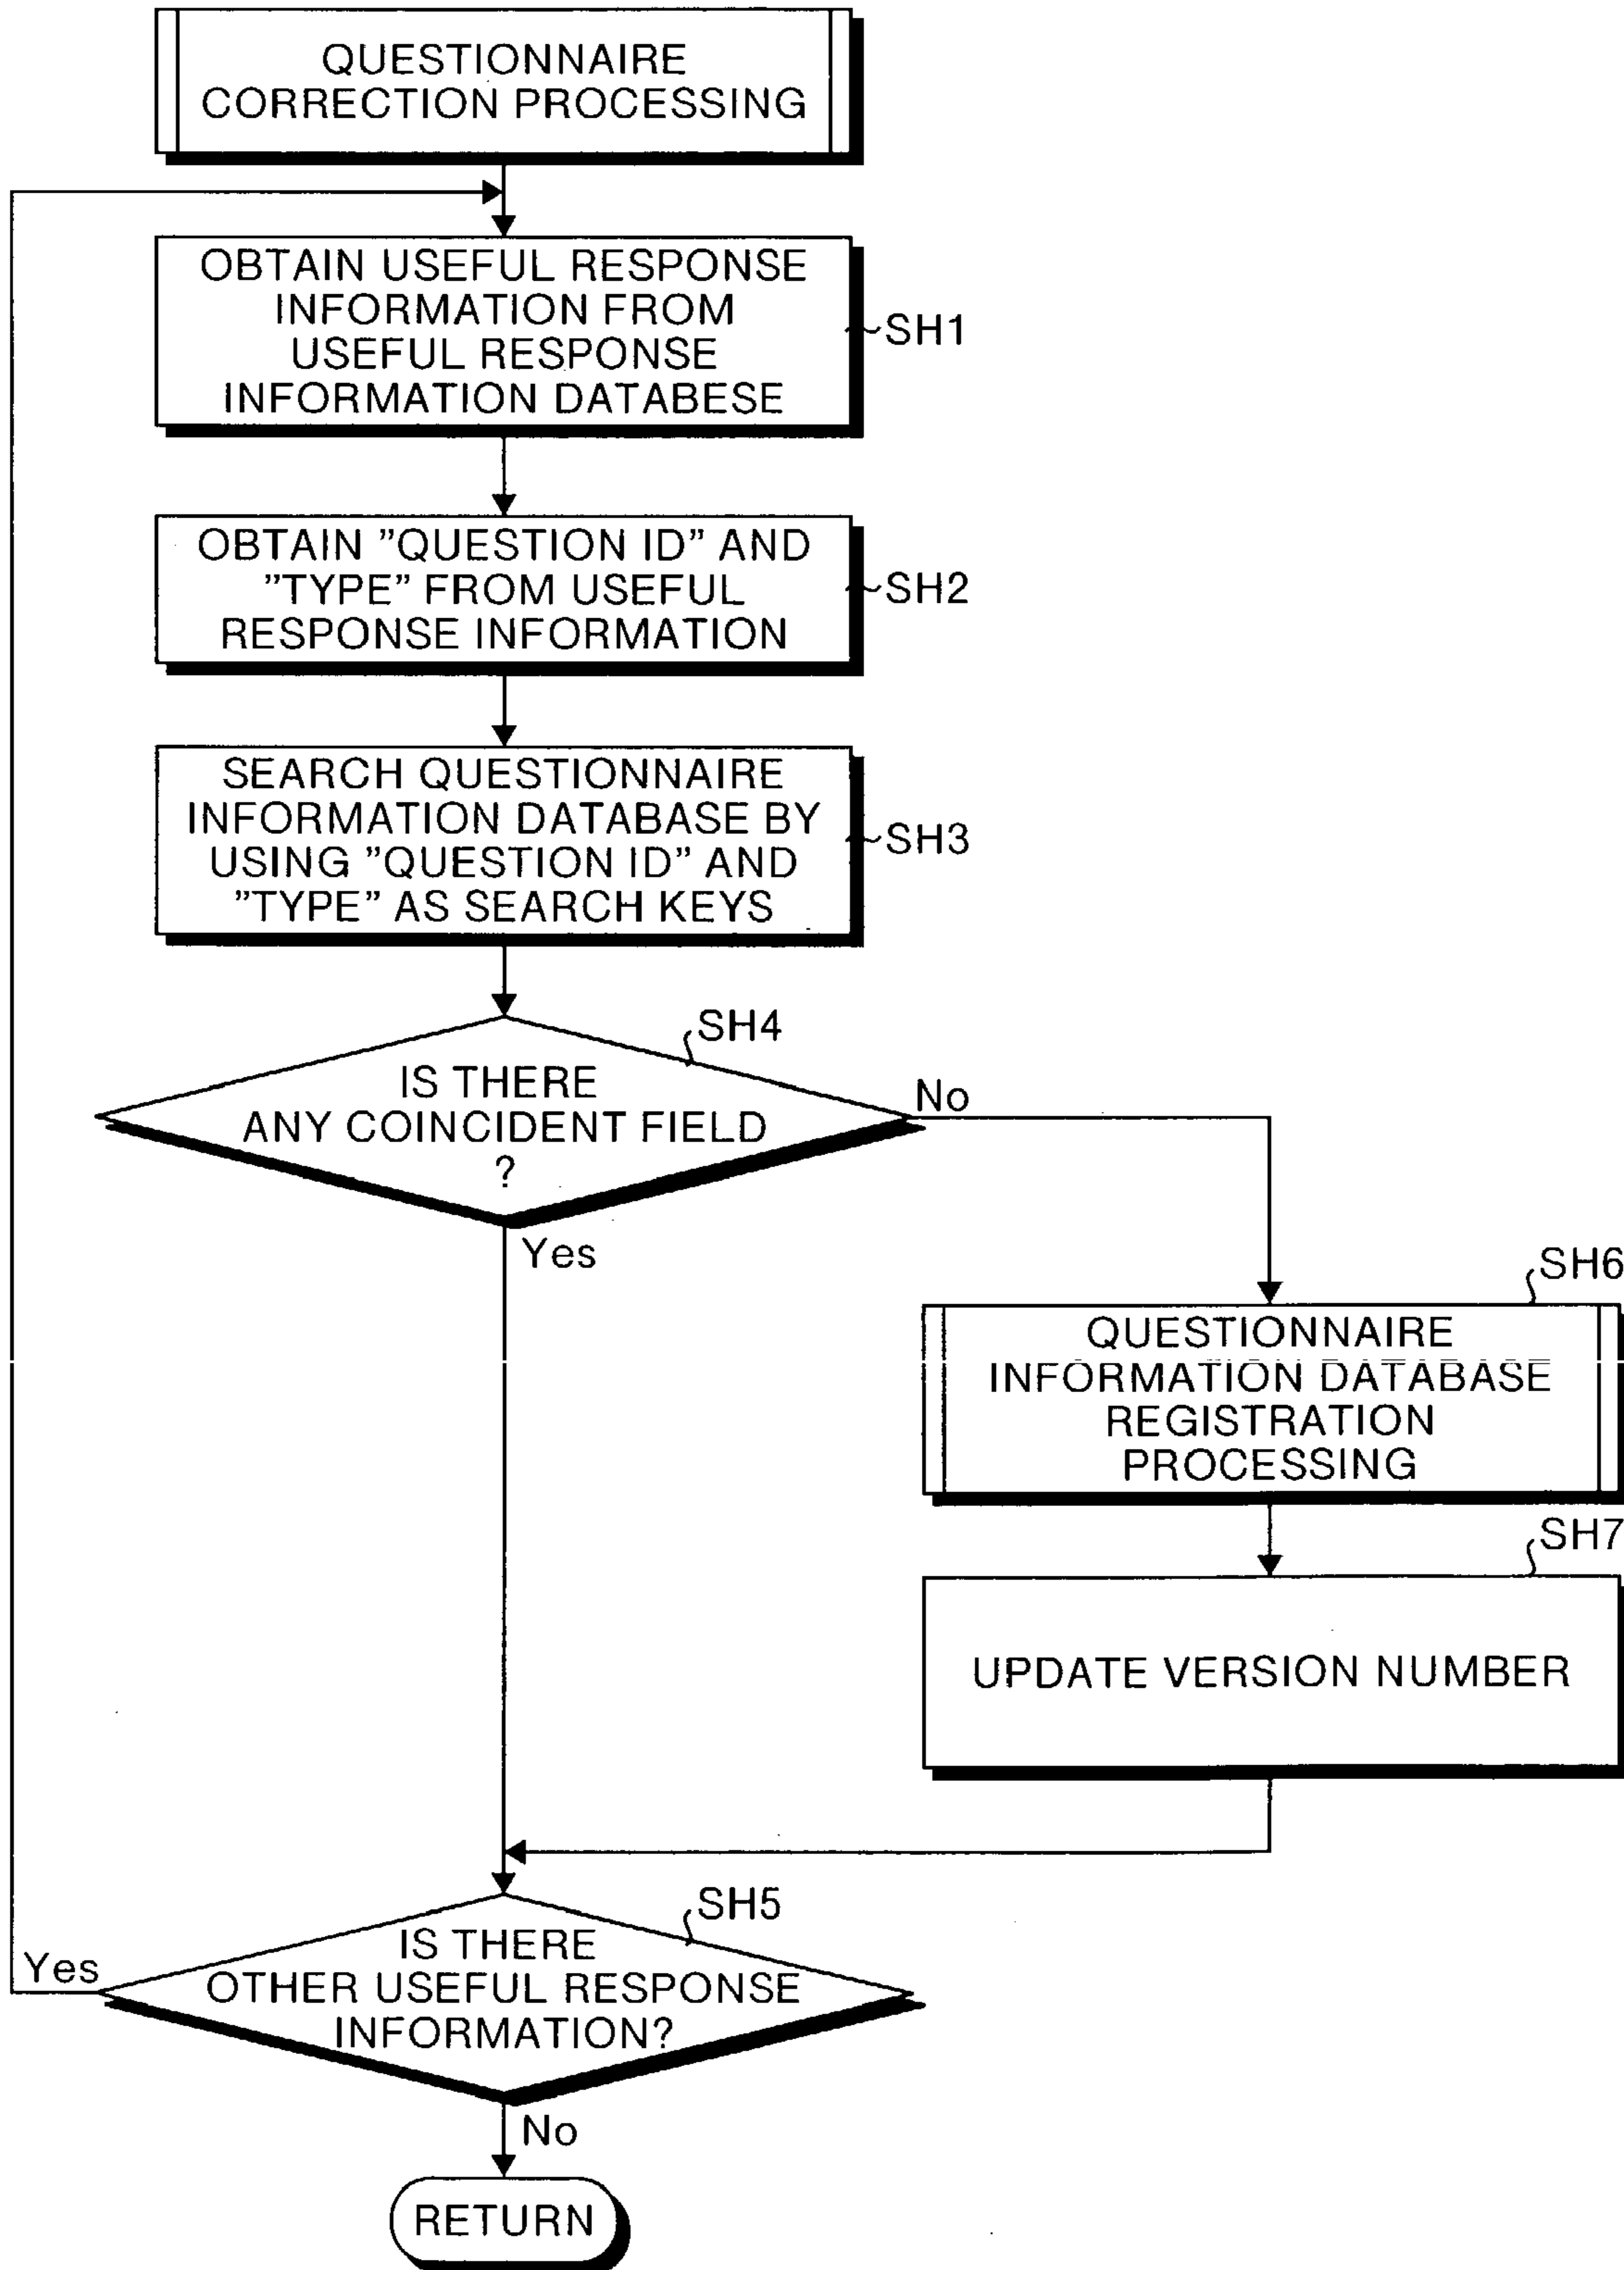 QUESTIONNAIRE
CORRECTION PROCESSING
OBTAIN USEFUL RESPONSE
INFORMATION FROM
USEFUL RESPONSE
INFORMATION DATABESE
SH1
OBTAIN ”QUESTION ID” AND
”TYPE” FROM USEFUL
RESPONSE INFORMATION
SH2
SEARCH QUESTIONNAIRE
INFORMATION DATABASE BY
USING ”QUESTION ID” AND
”TYPE” AS SEARCH KEYS
SH3
SH4
IS THERE
ANY COINCIDENT FIELD
?
No
Yes
SH6
QUESTIONNAIRE
INFORMATION DATABASE
REGISTRATION
PROCESSING
SH7
UPDATE VERSION NUMBER
SH5
IS THERE
OTHER USEFUL RESPONSE
INFORMATION?
Yes
No
RETURN